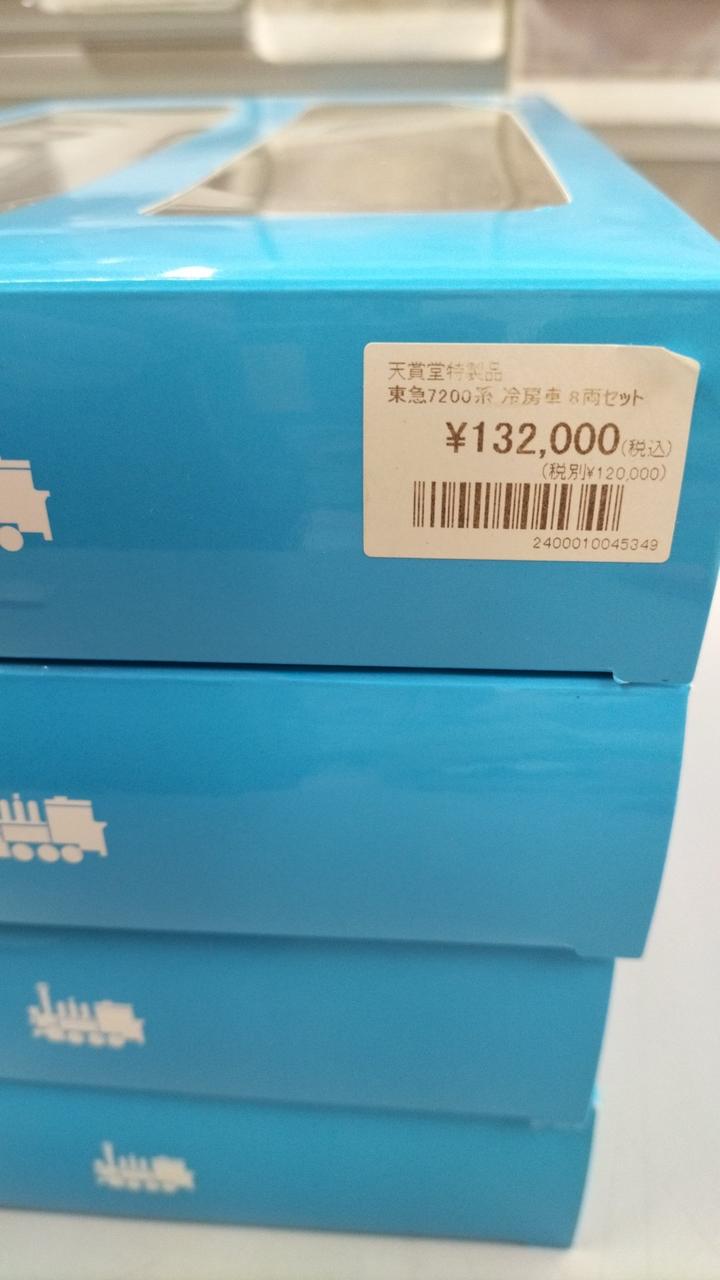 天賞堂特製品
東急7200系 冷房車 8両セット
¥132,000(税込)
(税別¥120,000)
2400010045349